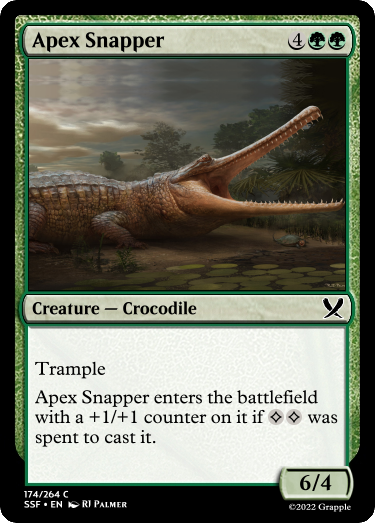 Apex Snapper 4
Creature — Crocodile
Trample
Apex Snapper enters the battlefield
with a +1/+1 counter on it if was
spent to cast it.
6/4
174/264 C
SSF • EN RJ PALMER
©2022 Grapple